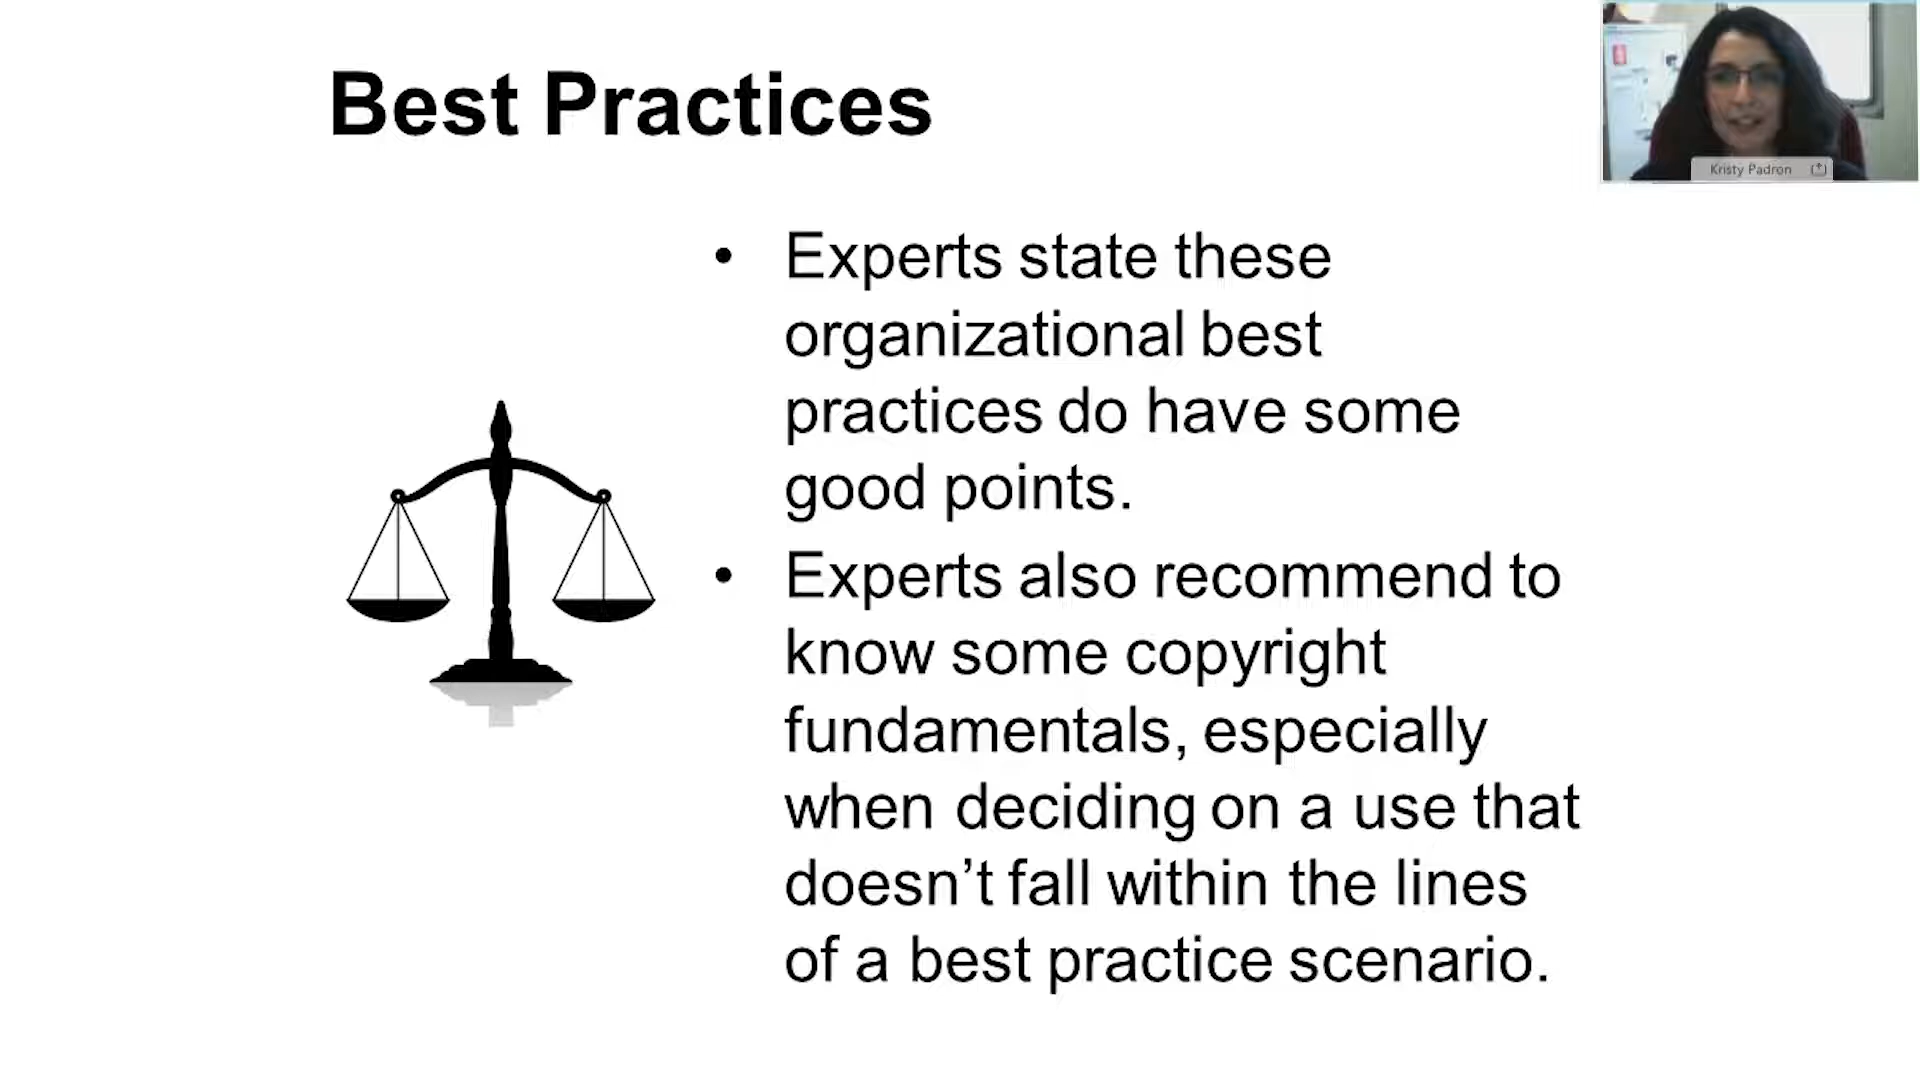 Best Practices
Kristy Padron
• Experts state these
organizational best
practices do have some
good points.
• Experts also recommend to
know some copyright
fundamentals, especially
when deciding on a use that
doesn’t fall within the lines
of a best practice scenario.